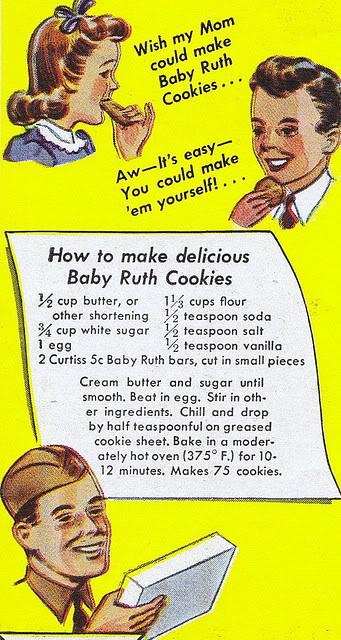 Wish my Mom
could make
Baby Ruth
Cookies...
Aw—It's easy—
You could make
'em yourself!...
How to make delicious
Baby Ruth Cookies
½ cup butter, or
other shortening
¾ cup white sugar
1 egg
1⅓ cups flour
½ teaspoon soda
½ teaspoon salt
½ teaspoon vanilla
2 Curtiss 5c Baby Ruth bars, cut in small pieces
Cream butter and sugar until
smooth. Beat in egg. Stir in oth-
er ingredients. Chill and drop
by half teaspoonful on greased
cookie sheet. Bake in a moder-
ately hot oven (375° F.) for 10-
12 minutes. Makes 75 cookies.